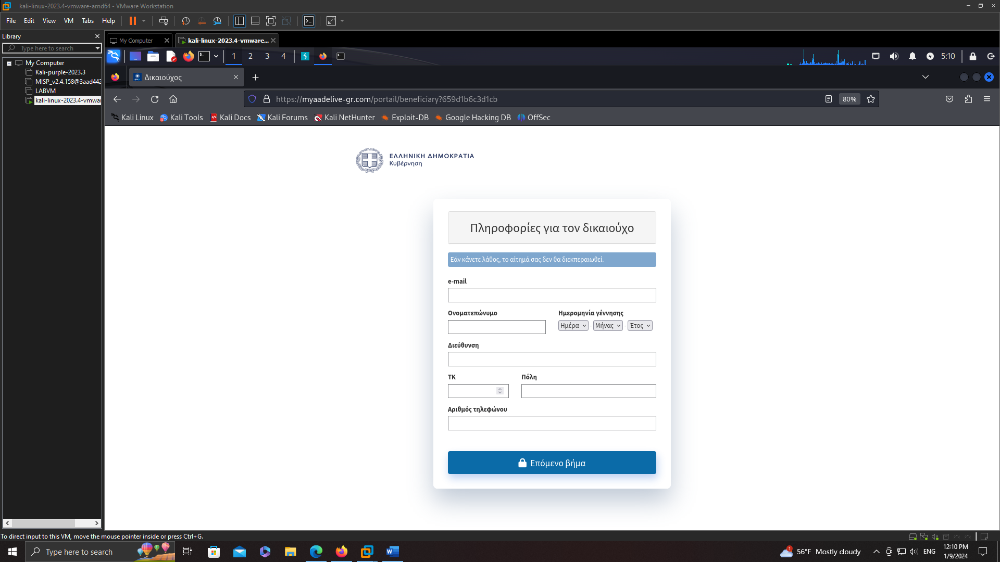 kali-linux-2023.4-vmware-amd64 - VMware Workstation
File Edit View VM Tabs Help
Library
Type here to search
My Computer
Kali-purple-2023.3
MISP_v2.4.158@3aad442
LABVM
kali-linux-2023.4-vmwar
My Computer
kali-linux-2023.4-vmware...
1 2 3 4
5:10
Δικαιούχος
https://myaadelive-gr.com/portail/beneficiary?659d1b6c3d1cb
80%
Kali Linux Kali Tools Kali Docs Kali Forums Kali NetHunter Exploit-DB Google Hacking DB OffSec
ΕΛΛΗΝΙΚΗ ΔΗΜΟΚΡΑΤΙΑ
Κυβέρνηση
Πληροφορίες για τον δικαιούχο
Εάν κάνετε λάθος, το αίτημά σας δεν θα διεκπεραιωθεί.
e-mail
Ονοματεπώνυμο Ημερομηνία γέννησης
Ημέρα - Μήνας - Έτος
Διεύθυνση
ΤΚ Πόλη
Αριθμός τηλεφώνου
Επόμενο βήμα
To direct input to this VM, move the mouse pointer inside or press Ctrl+G.
Type here to search
1
56°F Mostly cloudy
ENG
12:10 PM
1/9/2024